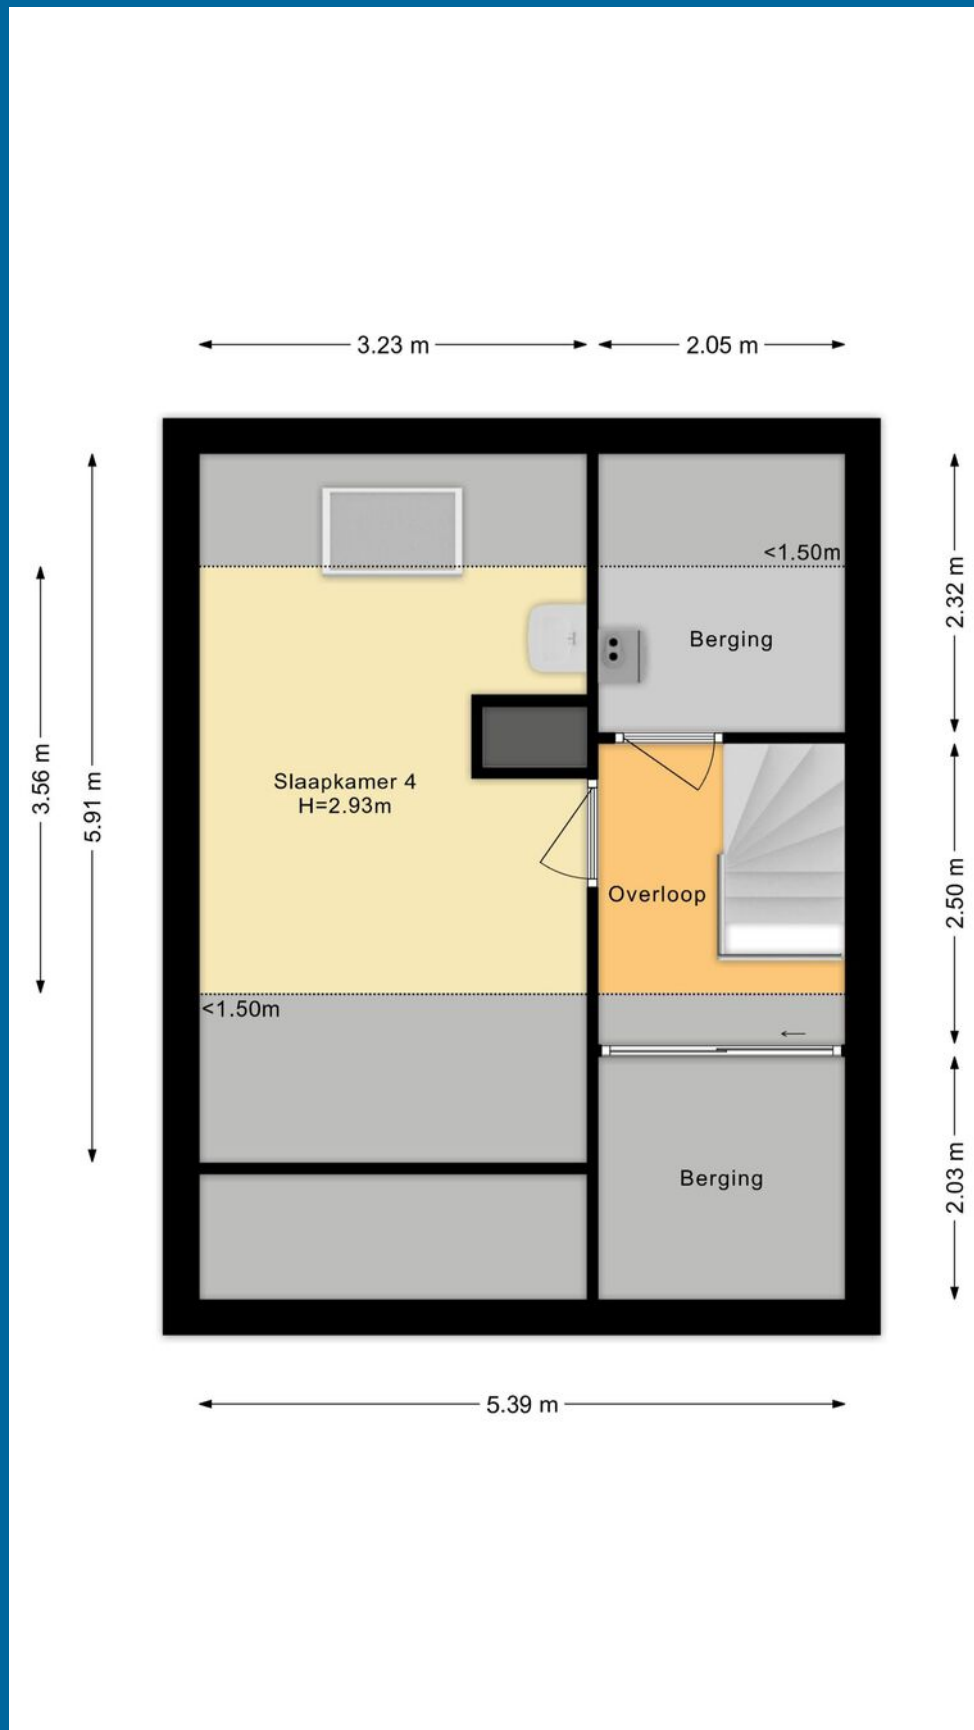 3.23 m
2.05 m
<1.50m
2.32 m
Berging
3.56 m
5.91 m
Slaapkamer 4
H=2.93m
Overloop
2.50 m
<1.50m
Berging
2.03 m
5.39 m